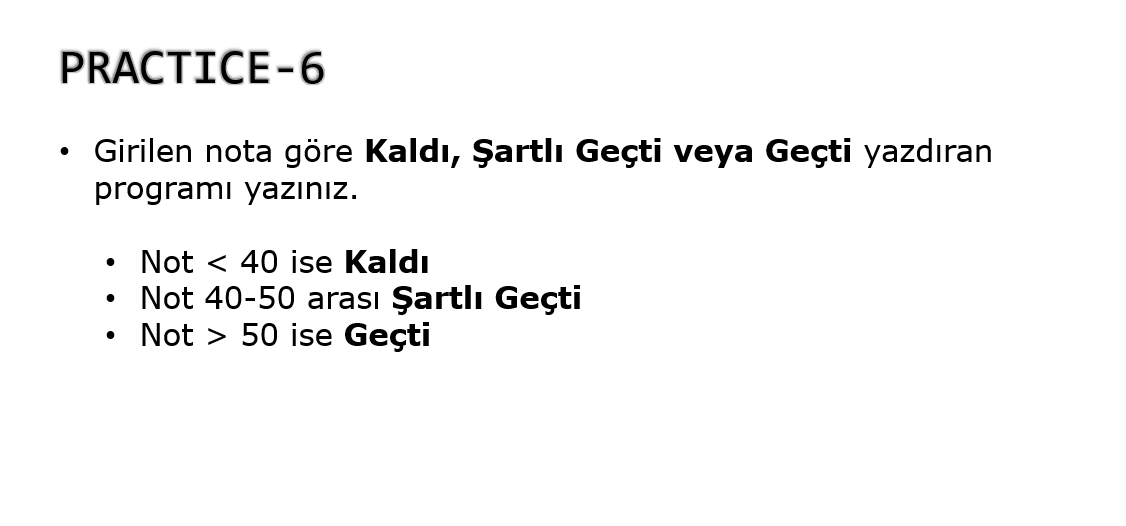 PRACTICE-6
• Girilen nota göre Kaldı, Şartlı Geçti veya Geçti yazdıran
programı yazınız.
• Not < 40 ise Kaldı
• Not 40-50 arası Şartlı Geçti
• Not > 50 ise Geçti